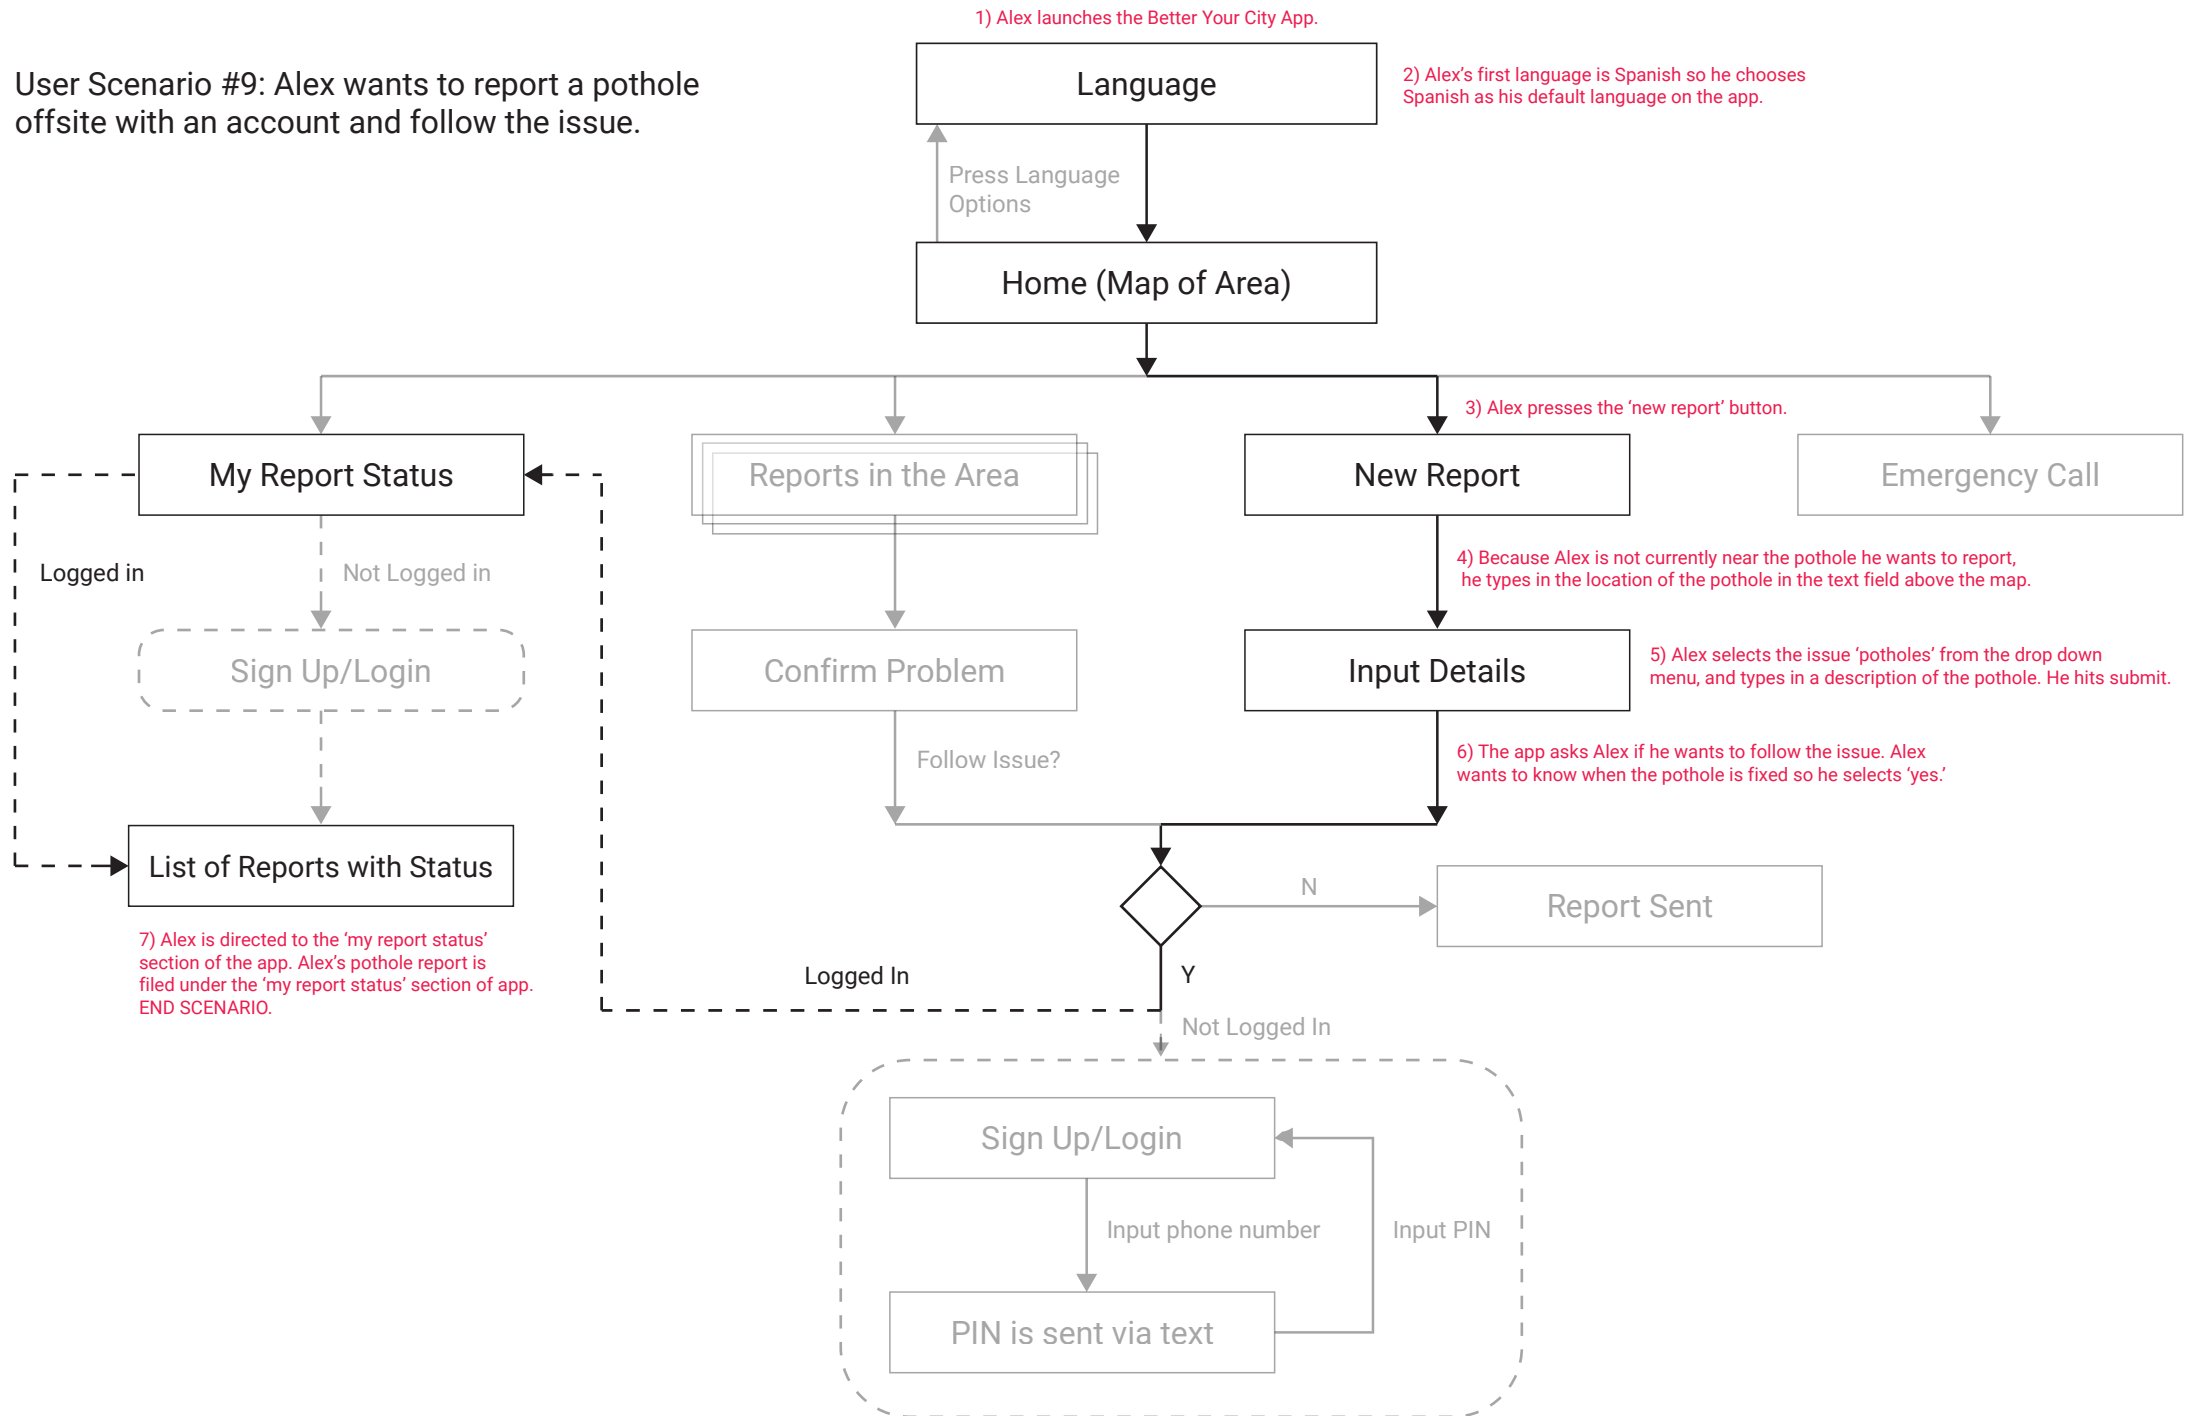 1) Alex launches the Better Your City App.
User Scenario #9: Alex wants to report a pothole
offsite with an account and follow the issue.
Language
2) Alex’s first language is Spanish so he chooses
Spanish as his default language on the app.
Press Language
Options
Home (Map of Area)
3) Alex presses the ‘new report’ button.
My Report Status
Reports in the Area
New Report
Emergency Call
Logged in
Not Logged in
4) Because Alex is not currently near the pothole he wants to report,
he types in the location of the pothole in the text field above the map.
Sign Up/Login
Confirm Problem
Input Details
5) Alex selects the issue ‘potholes’ from the drop down
menu, and types in a description of the pothole. He hits submit.
Follow Issue?
6) The app asks Alex if he wants to follow the issue. Alex
wants to know when the pothole is fixed so he selects ‘yes.’
List of Reports with Status
N
Report Sent
7) Alex is directed to the ‘my report status’
section of the app. Alex’s pothole report is
filed under the ‘my report status’ section of app.
END SCENARIO.
Logged In
Y
Not Logged In
Sign Up/Login
Input phone number
Input PIN
PIN is sent via text